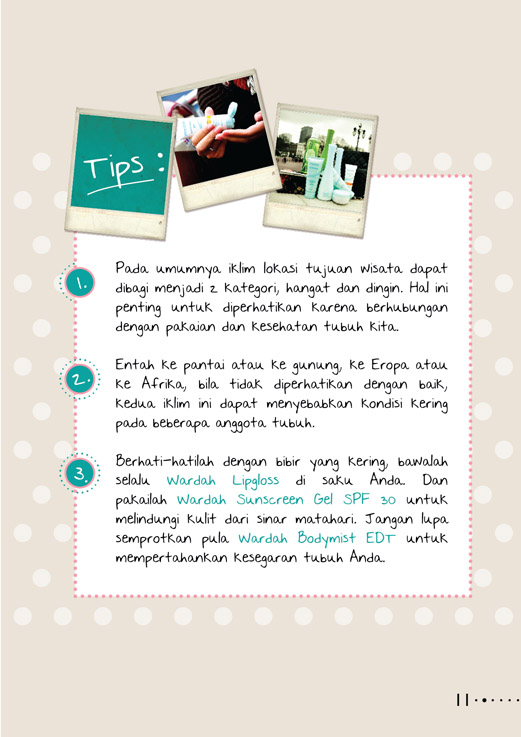 Tips :
1.
Pada umumnya iklim lokasi tujuan wisata dapat
dibagi menjadi 2 kategori, hangat dan dingin. Hal ini
penting untuk diperhatikan karena berhubungan
dengan pakaian dan kesehatan tubuh kita..
2.
Entah ke pantai atau ke gunung, ke Eropa atau
ke Afrika, bila tidak diperhatikan dengan baik,
kedua iklim ini dapat menyebabkan kondisi kering
pada beberapa anggota tubuh.
3.
Berhati-hatilah dengan bibir yang kering, bawalah
selalu Wardah Lipgloss di saku Anda. Dan
pakailah Wardah Sunscreen Gel SPF 30 untuk
melindungi kulit dari sinar matahari. Jangan lupa
semprotkan pula Wardah Bodymist EDT untuk
mempertahankan kesegaran tubuh Anda.
11